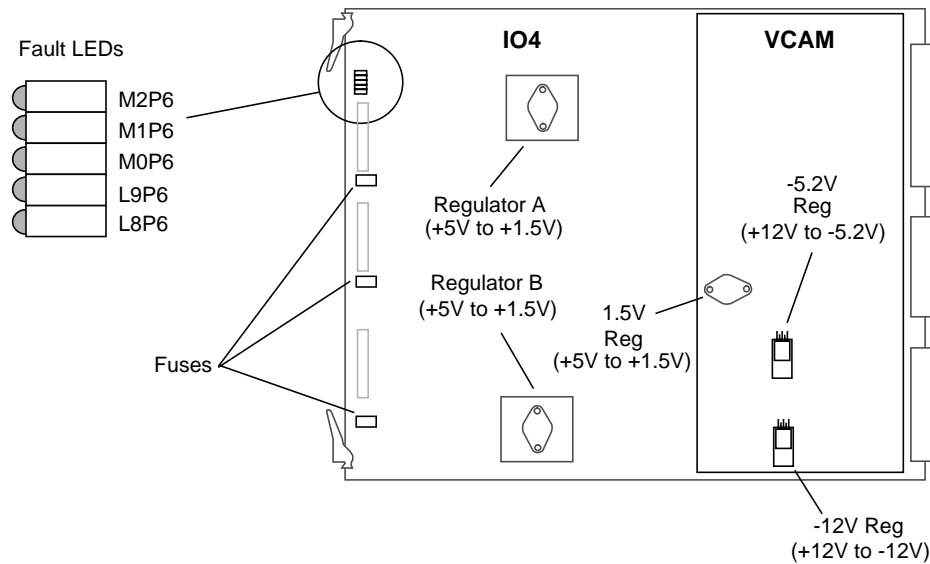 IO4
VCAM
Fault LEDs
M2P6
M1P6
M0P6
L9P6
L8P6
Regulator A
(+5V to +1.5V)
-5.2V
Reg
(+12V to -5.2V)
Regulator B
(+5V to +1.5V)
1.5V
Reg
(+5V to +1.5V)
Fuses
-12V Reg
(+12V to -12V)